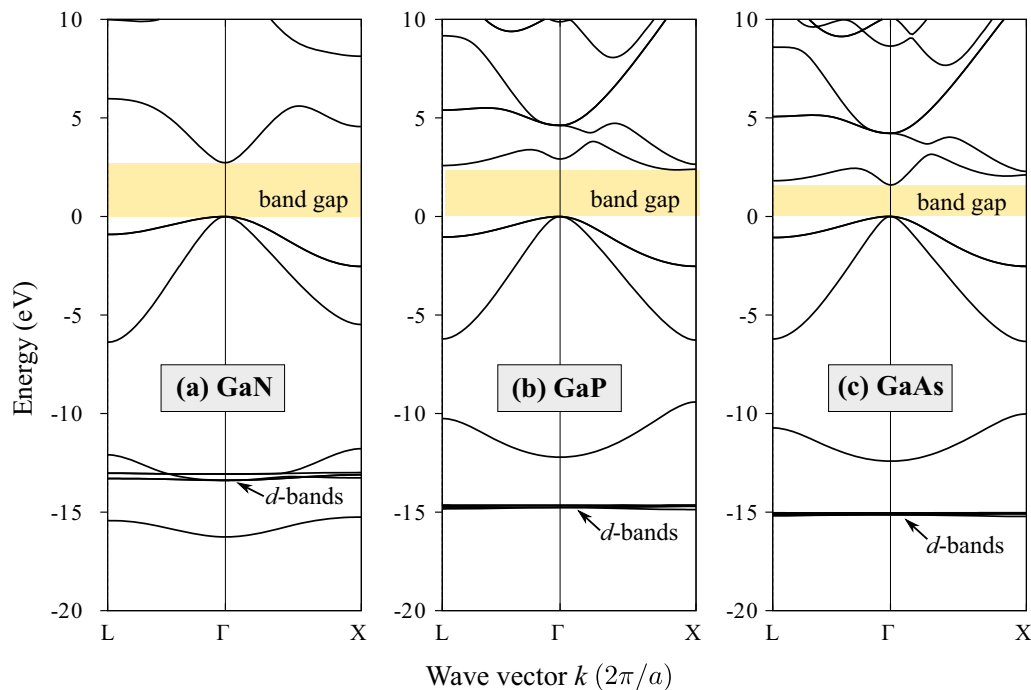 10
5
0
-5
-10
-15
-20
Energy (eV)
band gap
(a) GaN
d-bands
L Γ X
10
5
0
-5
-10
-15
-20
band gap
(b) GaP
d-bands
L Γ X
10
5
0
-5
-10
-15
-20
band gap
(c) GaAs
d-bands
L Γ X
Wave vector k (2π/a)